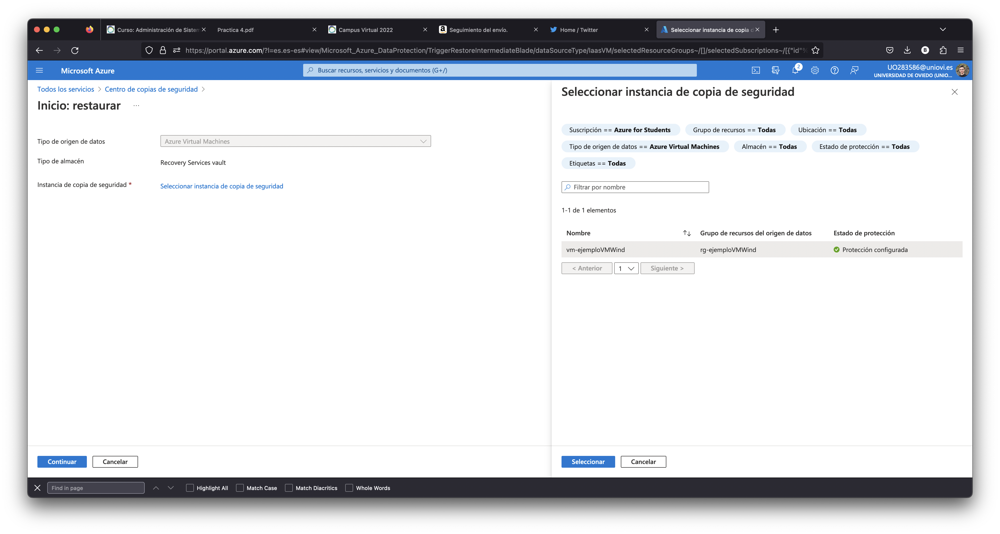 Curso: Administración de Sistem
Practica 4.pdf
Campus Virtual 2022
Seguimiento del envío.
Home / Twitter
Seleccionar instancia de copia d
https://portal.azure.com/?l=es.es-es#view/Microsoft_Azure_DataProtection/TriggerRestoreIntermediateBlade/dataSourceType/IaasVM/selectedResourceGroups~/[]/selectedSubscriptions~/[{"id"%
B
Microsoft Azure
Buscar recursos, servicios y documentos (G+/)
2
UO283586@uniovi.es
UNIVERSIDAD DE OVIEDO (UNIO...
Todos los servicios > Centro de copias de seguridad >
Inicio: restaurar ...
Tipo de origen de datos
Azure Virtual Machines
Tipo de almacén
Recovery Services vault
Instancia de copia de seguridad *
Seleccionar instancia de copia de seguridad
Continuar
Cancelar
Seleccionar instancia de copia de seguridad
Suscripción == Azure for Students
Grupo de recursos == Todas
Ubicación == Todas
Tipo de origen de datos == Azure Virtual Machines
Almacén == Todas
Estado de protección == Todas
Etiquetas == Todas
Filtrar por nombre
1-1 de 1 elementos
Nombre
Grupo de recursos del origen de datos
Estado de protección
vm-ejemploVMWind
rg-ejemploVMWind
Protección configurada
< Anterior
1
Siguiente >
Seleccionar
Cancelar
Find in page
Highlight All
Match Case
Match Diacritics
Whole Words